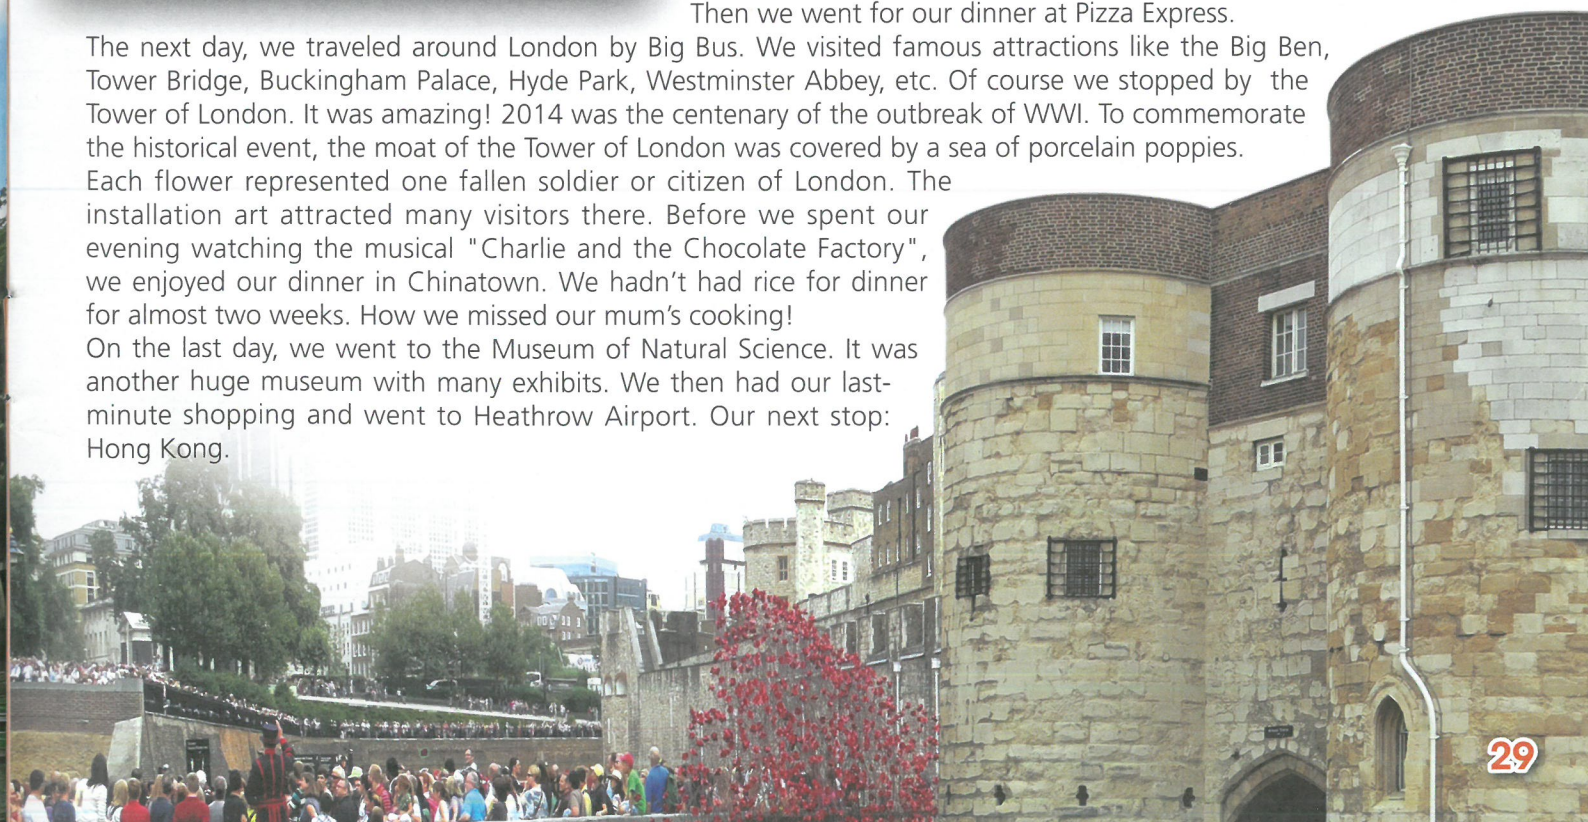 Then we went for our dinner at Pizza Express.
The next day, we traveled around London by Big Bus. We visited famous attractions like the Big Ben,
Tower Bridge, Buckingham Palace, Hyde Park, Westminster Abbey, etc. Of course we stopped by the
Tower of London. It was amazing! 2014 was the centenary of the outbreak of WWI. To commemorate
the historical event, the moat of the Tower of London was covered by a sea of porcelain poppies.
Each flower represented one fallen soldier or citizen of London. The
installation art attracted many visitors there. Before we spent our
evening watching the musical "Charlie and the Chocolate Factory",
we enjoyed our dinner in Chinatown. We hadn't had rice for dinner
for almost two weeks. How we missed our mum's cooking!
On the last day, we went to the Museum of Natural Science. It was
another huge museum with many exhibits. We then had our last-
minute shopping and went to Heathrow Airport. Our next stop:
Hong Kong.
29